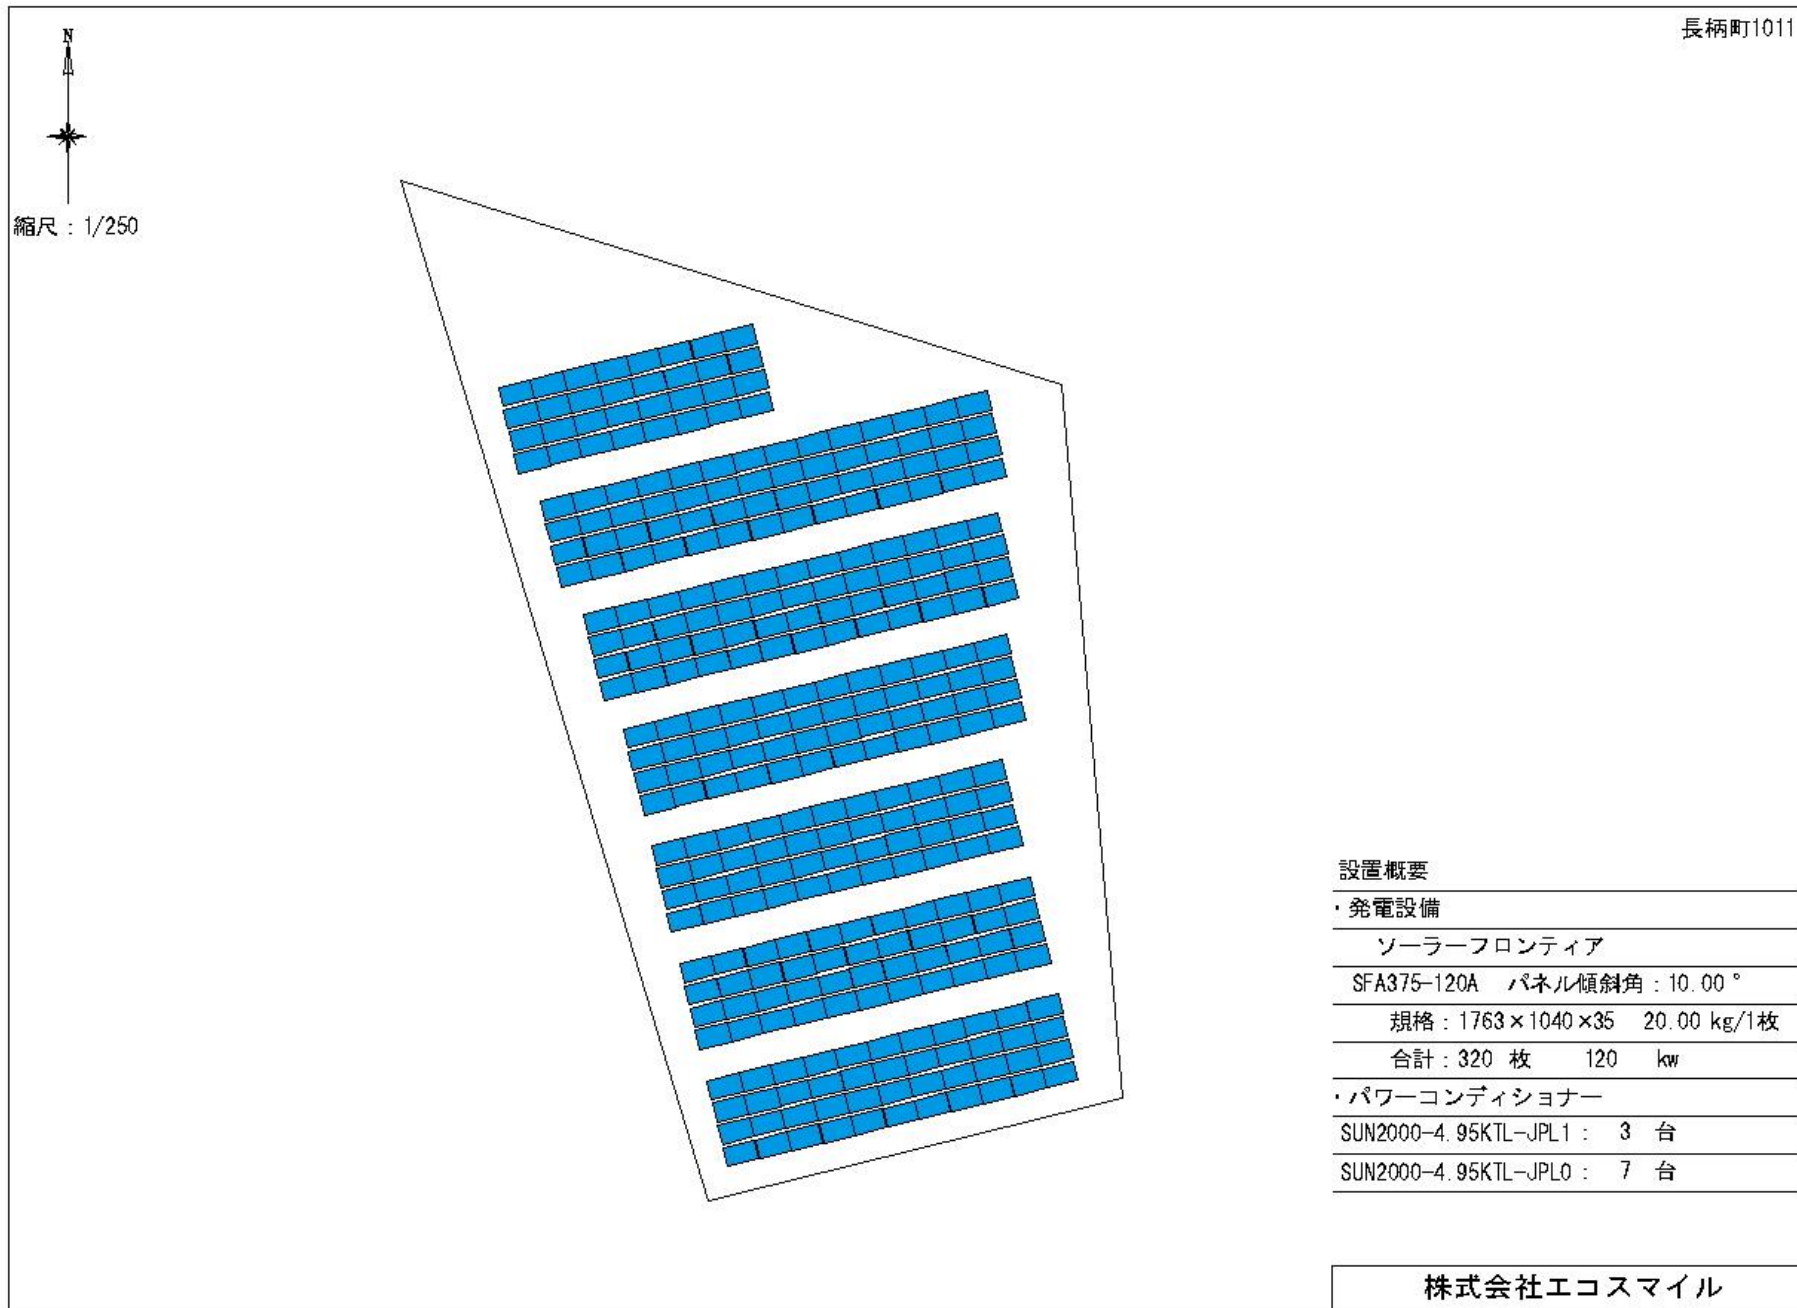 長柄町1011
N
縮尺：1/250
設置概要
・発電設備
ソーラーフロンティア
SFA375-120A パネル傾斜角：10.00°
規格：1763×1040×35 20.00 kg/1枚
合計：320 枚 120 kw
・パワーコンディショナー
SUN2000-4.95KTL-JPL1： 3 台
SUN2000-4.95KTL-JPL0： 7 台
株式会社エコスマイル